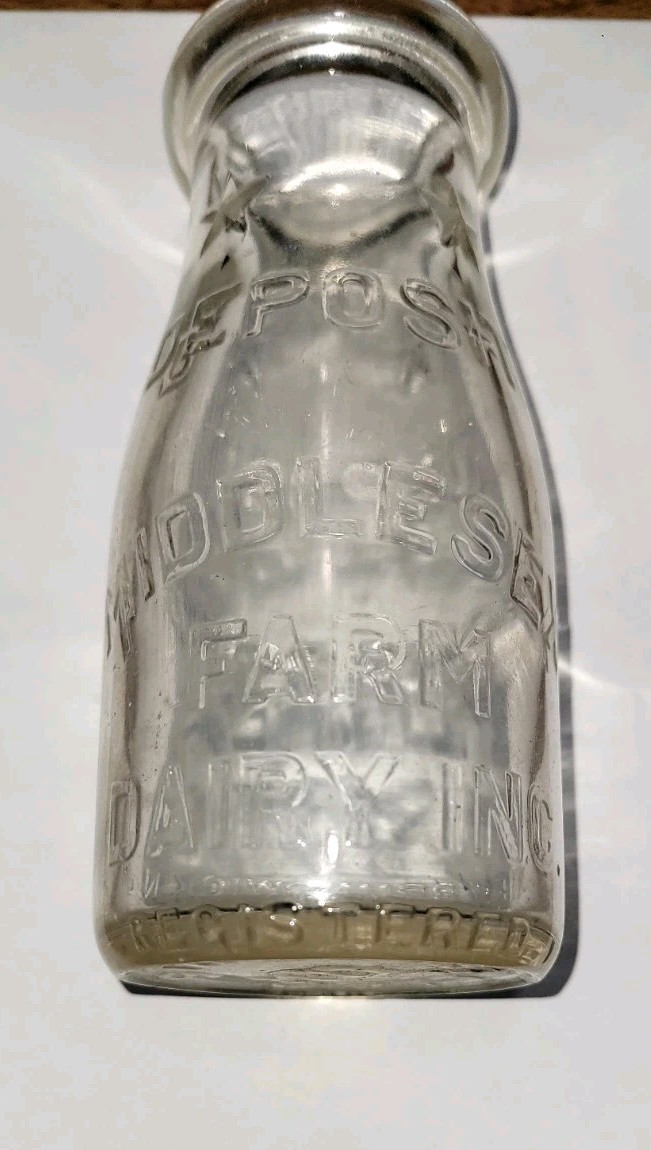 DEPOSIT
MIDDLESEX
FARM
DAIRY INC.
REGISTERED